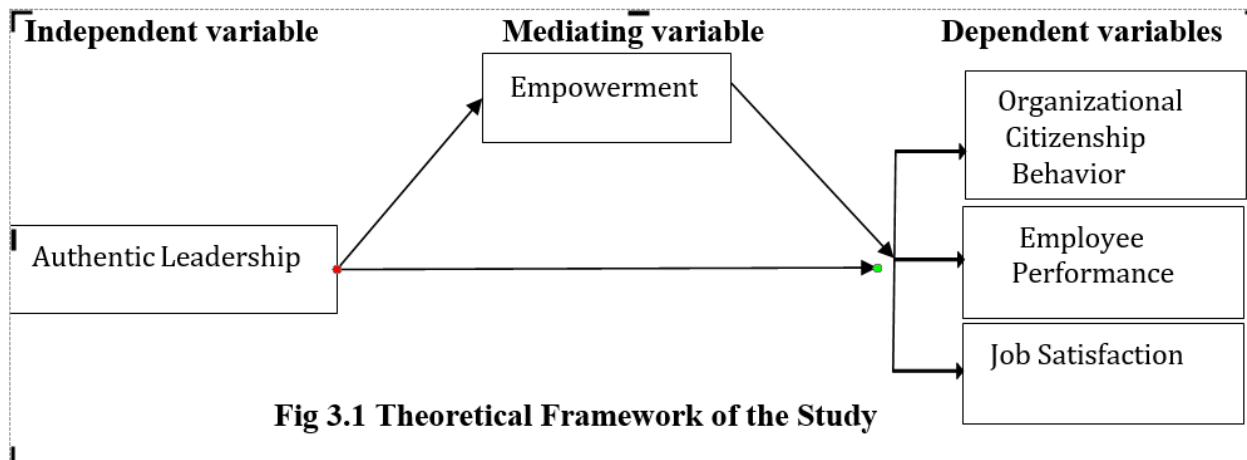 Independent variable
Mediating variable
Dependent variables
Empowerment
Organizational
Citizenship
Behavior
Authentic Leadership
Employee
Performance
Job Satisfaction
Fig 3.1 Theoretical Framework of the Study